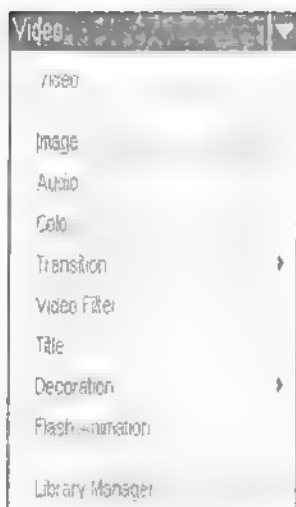 Video
Video
Image
Audio
Color
Transition
Video Filter
Title
Decoration
Flash Animation
Library Manager